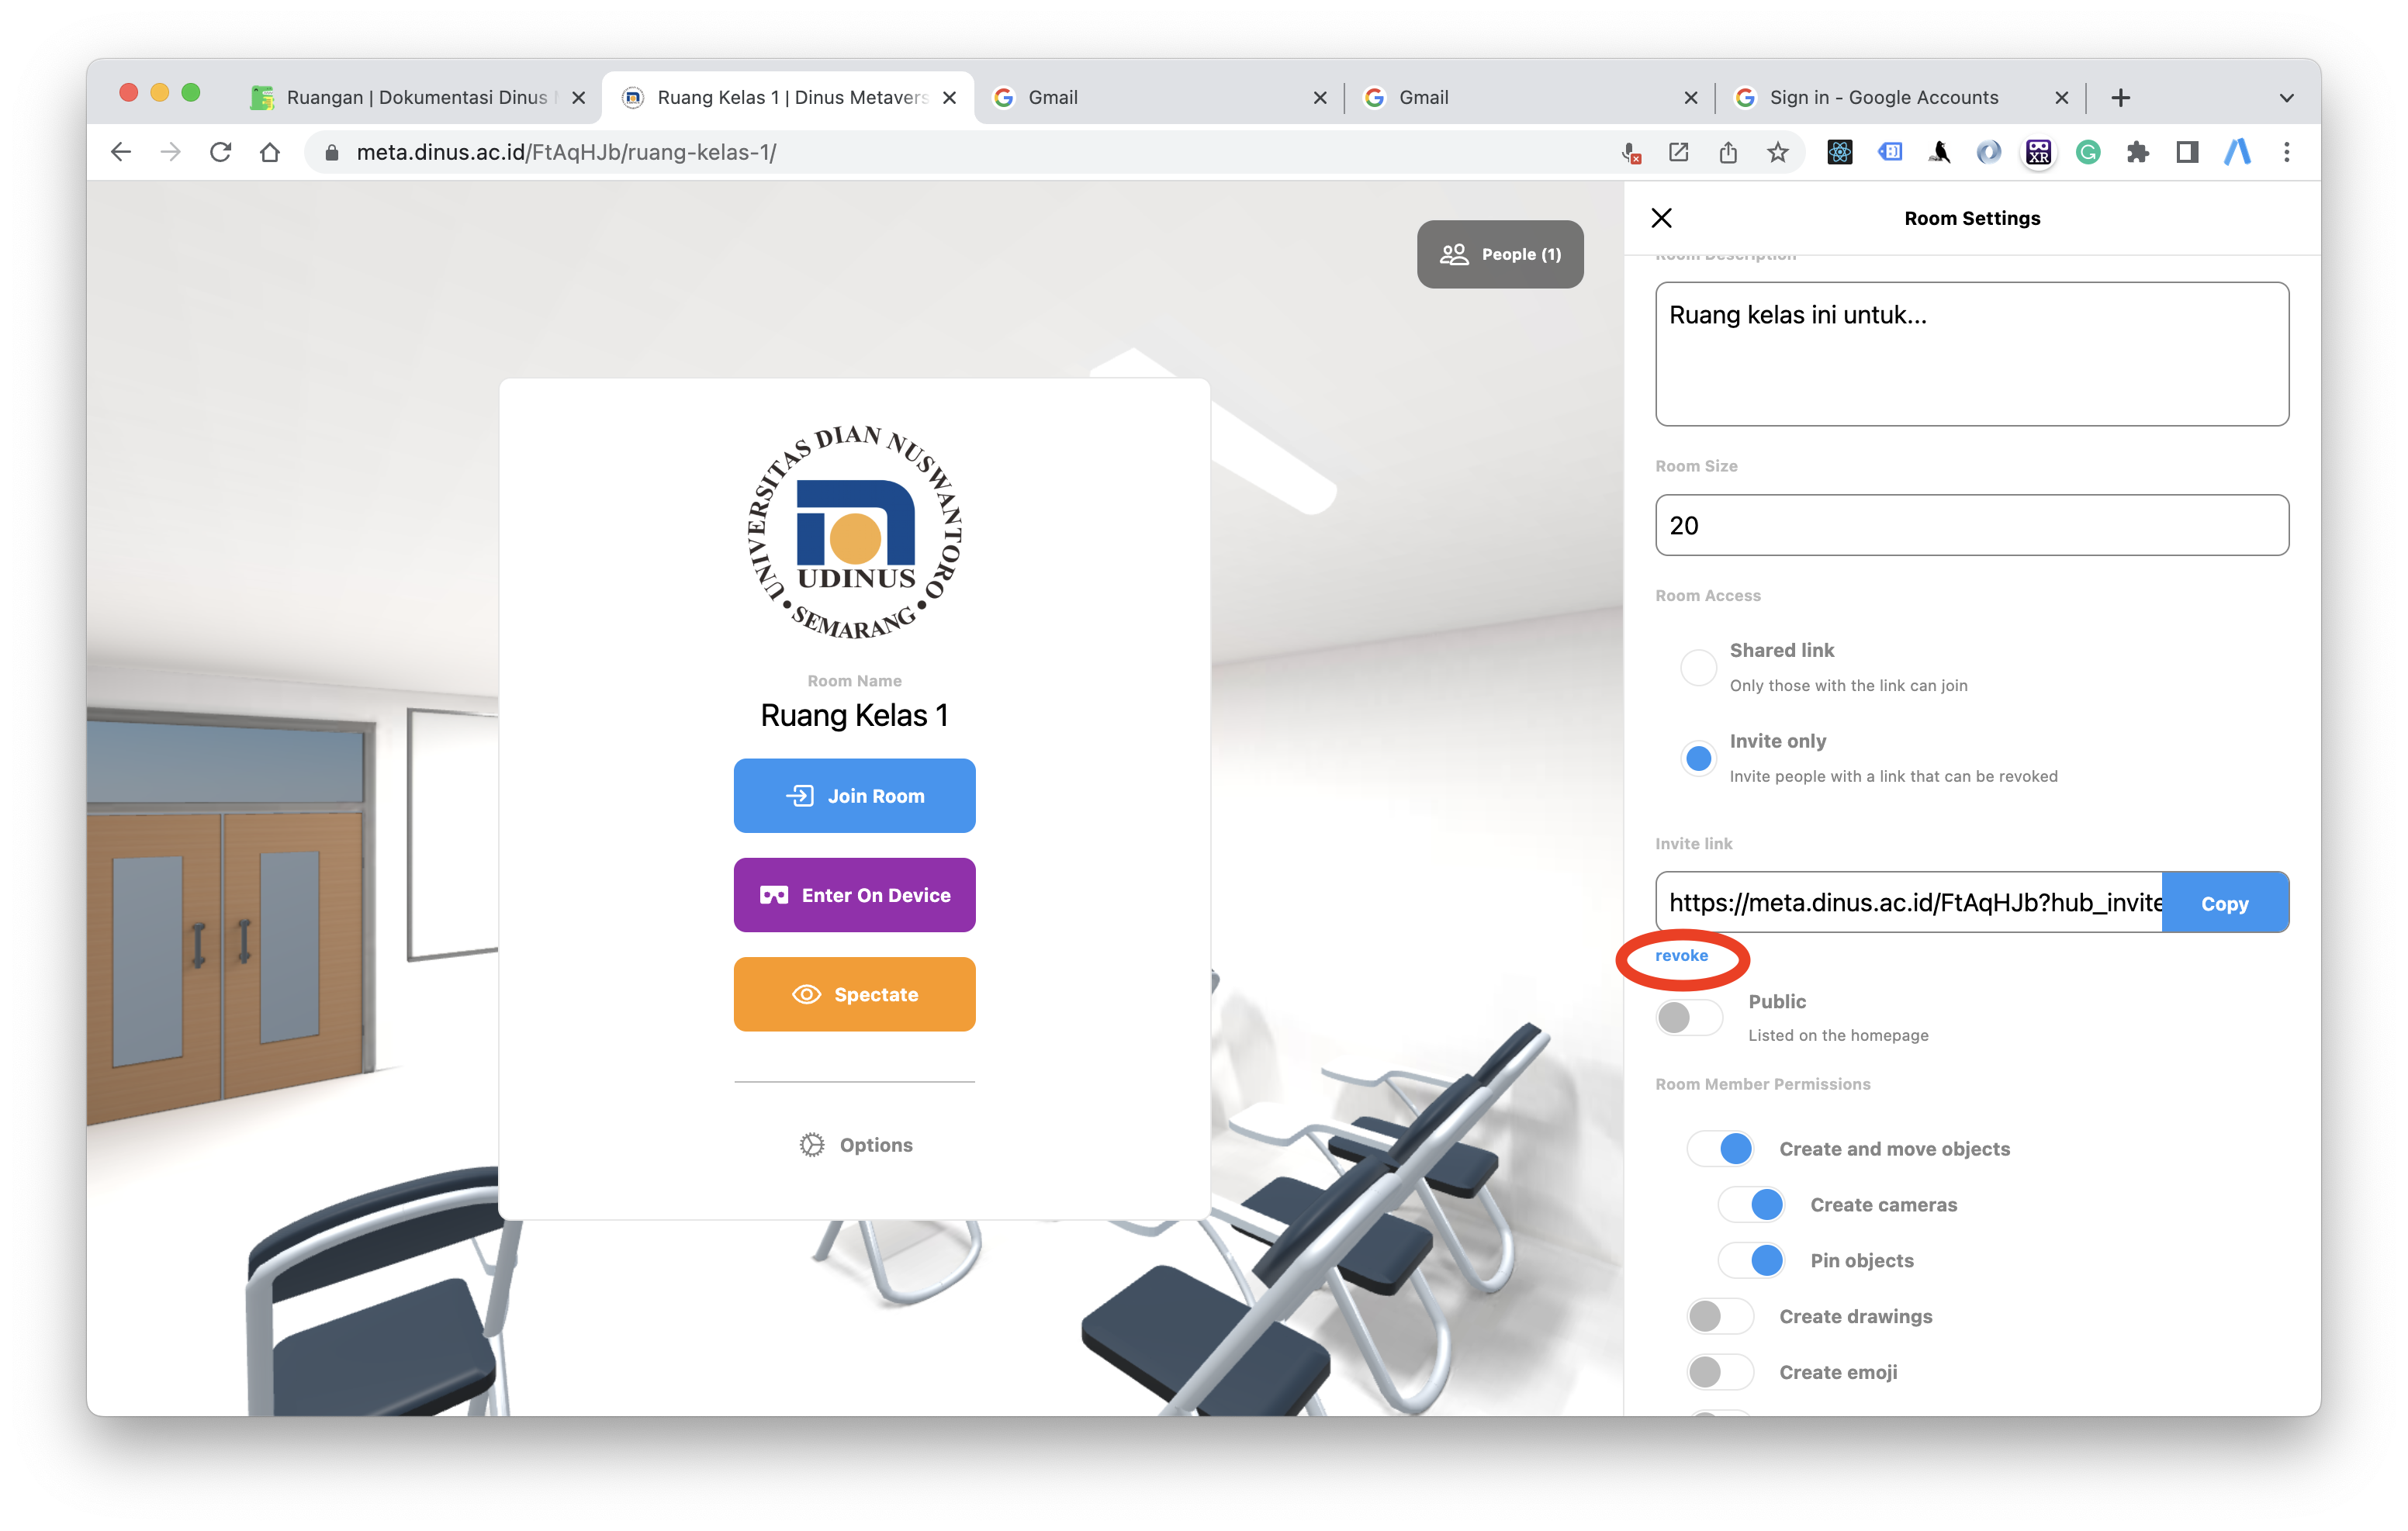 Ruangan | Dokumentasi Dinus
Ruang Kelas 1 | Dinus Metavers
Gmail
Gmail
Sign in - Google Accounts
meta.dinus.ac.id/FtAqHJb/ruang-kelas-1/
XR
People (1)
UNIVERSITAS DIAN NUSWANTORO
UDINUS
• SEMARANG •
Room Name
Ruang Kelas 1
Join Room
Enter On Device
Spectate
Options
Room Settings
Room Description
Ruang kelas ini untuk...
Room Size
20
Room Access
Shared link
Only those with the link can join
Invite only
Invite people with a link that can be revoked
Invite link
https://meta.dinus.ac.id/FtAqHJb?hub_invite
Copy
revoke
Public
Listed on the homepage
Room Member Permissions
Create and move objects
Create cameras
Pin objects
Create drawings
Create emoji